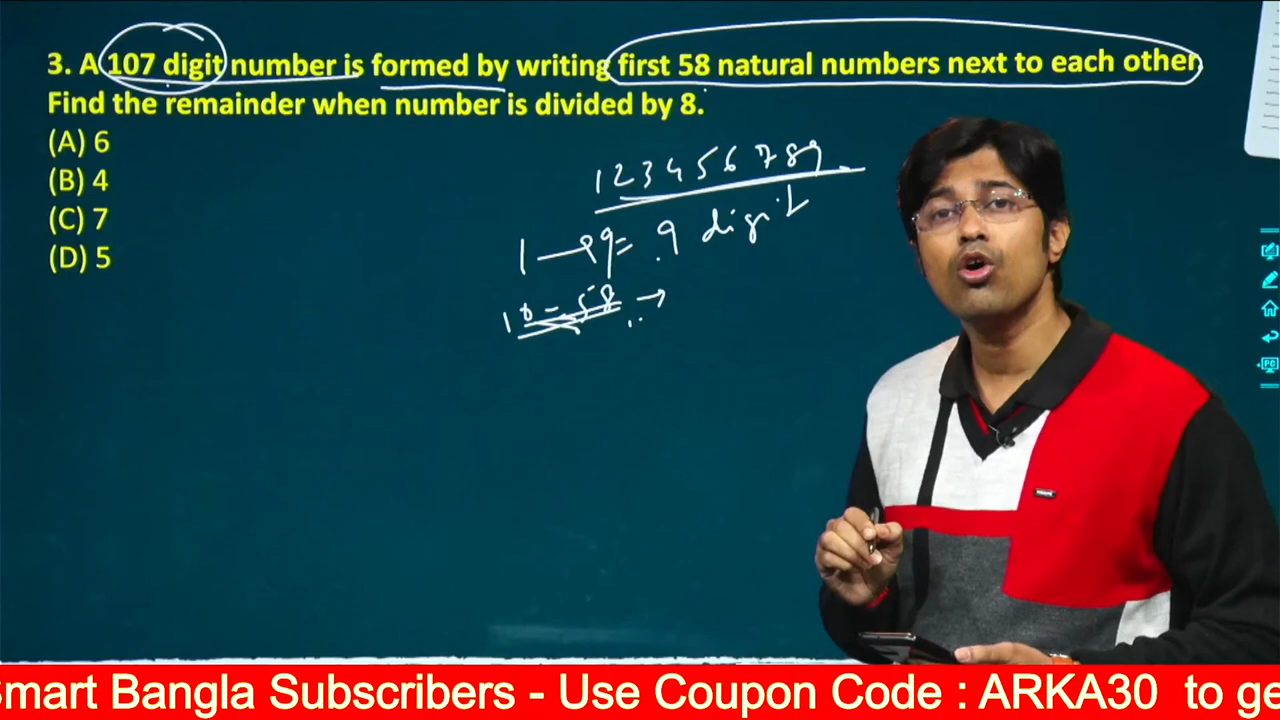 3. A 107 digit number is formed by writing first 58 natural numbers next to each other.
Find the remainder when number is divided by 8.
(A) 6
(B) 4
(C) 7
(D) 5
123456789
1 — 9 = 9 digit
10 - 58 →
Smart Bangla Subscribers - Use Coupon Code : ARKA30 to ge